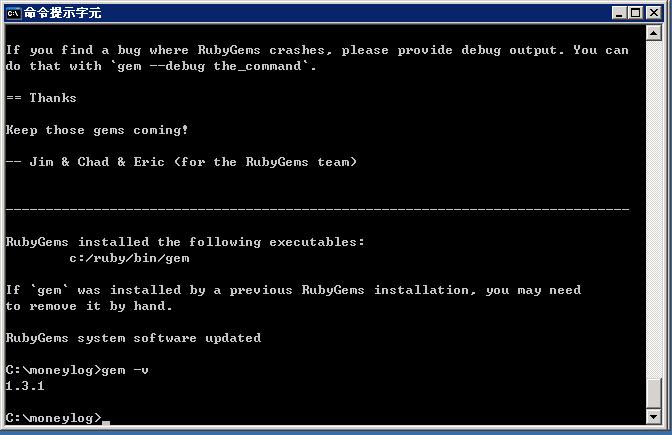 命令提示字元
If you find a bug where RubyGems crashes, please provide debug output. You can
do that with `gem --debug the_command`.
== Thanks
Keep those gems coming!
-- Jim & Chad & Eric (for the RubyGems team)
------------------------------------------------------------------------------
RubyGems installed the following executables:
c:/ruby/bin/gem
If `gem` was installed by a previous RubyGems installation, you may need
to remove it by hand.
RubyGems system software updated
C:\moneylog>gem -v
1.3.1
C:\moneylog>_